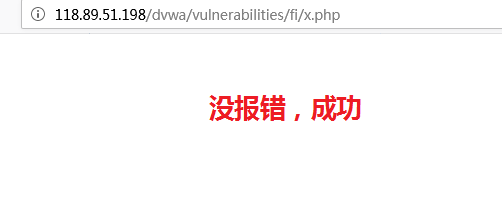 118.89.51.198/dvwa/vulnerabilities/fi/x.php
没报错，成功